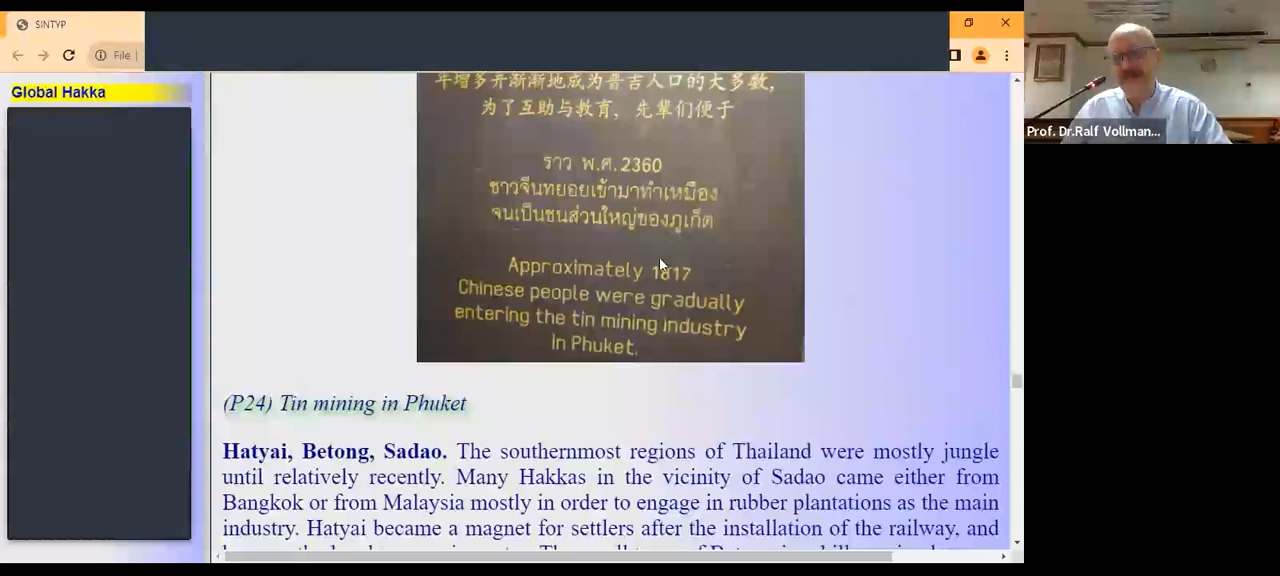 SINTYP
File
Global Hakka
年增多并渐渐地成为普吉人口的大多数,
为了互助与教育, 先辈们便于
ราว พ.ศ.2360
ชาวจีนทยอยเข้ามาทำเหมือง
จนเป็นชนส่วนใหญ่ของภูเก็ต
Approximately 1817
Chinese people were gradually
entering the tin mining industry
In Phuket.
(P24) Tin mining in Phuket
Hatyai, Betong, Sadao. The southernmost regions of Thailand were mostly jungle
until relatively recently. Many Hakkas in the vicinity of Sadao came either from
Bangkok or from Malaysia mostly in order to engage in rubber plantations as the main
industry. Hatyai became a magnet for settlers after the installation of the railway, and
Prof. Dr.Ralf Vollman...